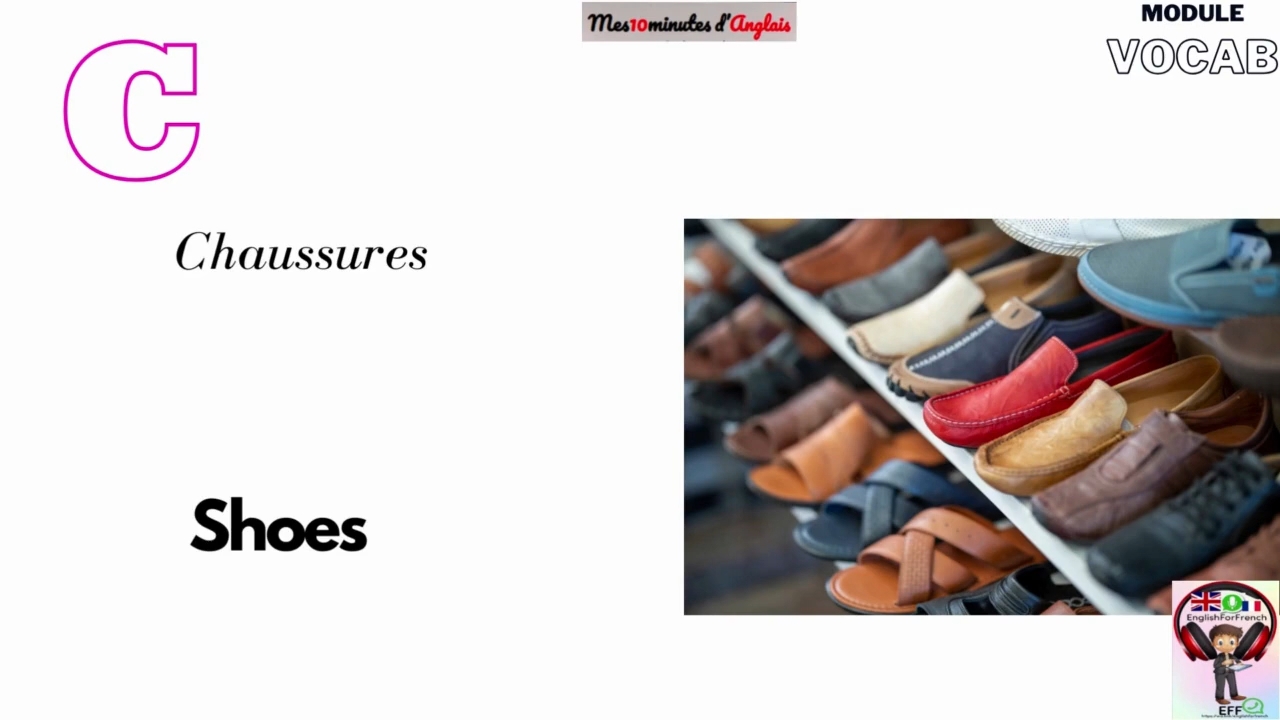 Mes10minutes d'Anglais
MODULE
VOCAB
C
Chaussures
Shoes
EnglishForFrench
EFF